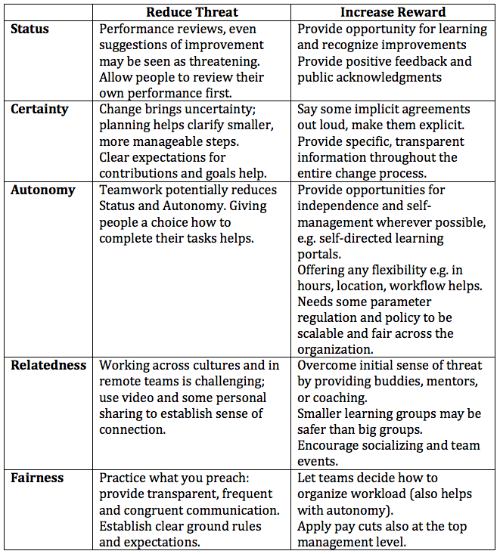 Reduce Threat
Increase Reward
Status
Performance reviews, even
suggestions of improvement
may be seen as threatening.
Allow people to review their
own performance first.
Provide opportunity for learning
and recognize improvements
Provide positive feedback and
public acknowledgments
Certainty
Change brings uncertainty;
planning helps clarify smaller,
more manageable steps.
Clear expectations for
contributions and goals help.
Say some implicit agreements
out loud, make them explicit.
Provide specific, transparent
information throughout the
entire change process.
Autonomy
Teamwork potentially reduces
Status and Autonomy. Giving
people a choice how to
complete their tasks helps.
Provide opportunities for
independence and self-
management wherever possible,
e.g. self-directed learning
portals.
Offering any flexibility e.g. in
hours, location, workflow helps.
Needs some parameter
regulation and policy to be
scalable and fair across the
organization.
Relatedness
Working across cultures and in
remote teams is challenging;
use video and some personal
sharing to establish sense of
connection.
Overcome initial sense of threat
by providing buddies, mentors,
or coaching.
Smaller learning groups may be
safer than big groups.
Encourage socializing and team
events.
Fairness
Practice what you preach:
provide transparent, frequent
and congruent communication.
Establish clear ground rules
and expectations.
Let teams decide how to
organize workload (also helps
with autonomy).
Apply pay cuts also at the top
management level.